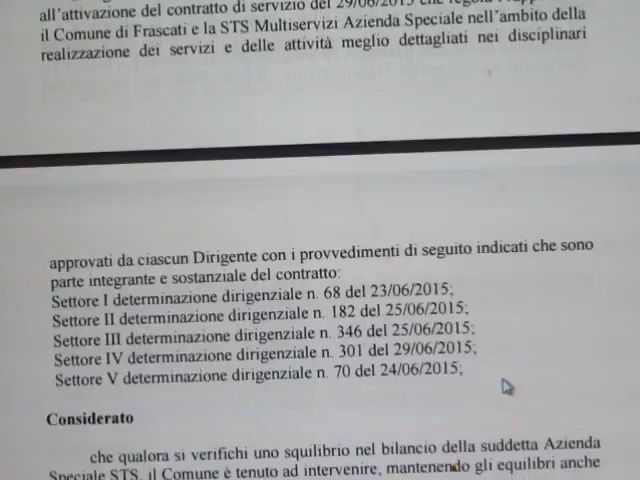 all'attivazione del contratto di servizio del 29/06/2015 che
il Comune di Frascati e la STS Multiservizi Azienda Speciale nell'ambito della
realizzazione dei servizi e delle attività meglio dettagliati nei disciplinari
approvati da ciascun Dirigente con i provvedimenti di seguito indicati che sono
parte integrante e sostanziale del contratto:
Settore I determinazione dirigenziale n. 68 del 23/06/2015;
Settore II determinazione dirigenziale n. 182 del 25/06/2015;
Settore III determinazione dirigenziale n. 346 del 25/06/2015;
Settore IV determinazione dirigenziale n. 301 del 29/06/2015;
Settore V determinazione dirigenziale n. 70 del 24/06/2015;
Considerato
che qualora si verifichi uno squilibrio nel bilancio della suddetta Azienda
Speciale STS, il Comune è tenuto ad intervenire, mantenendo gli equilibri anche